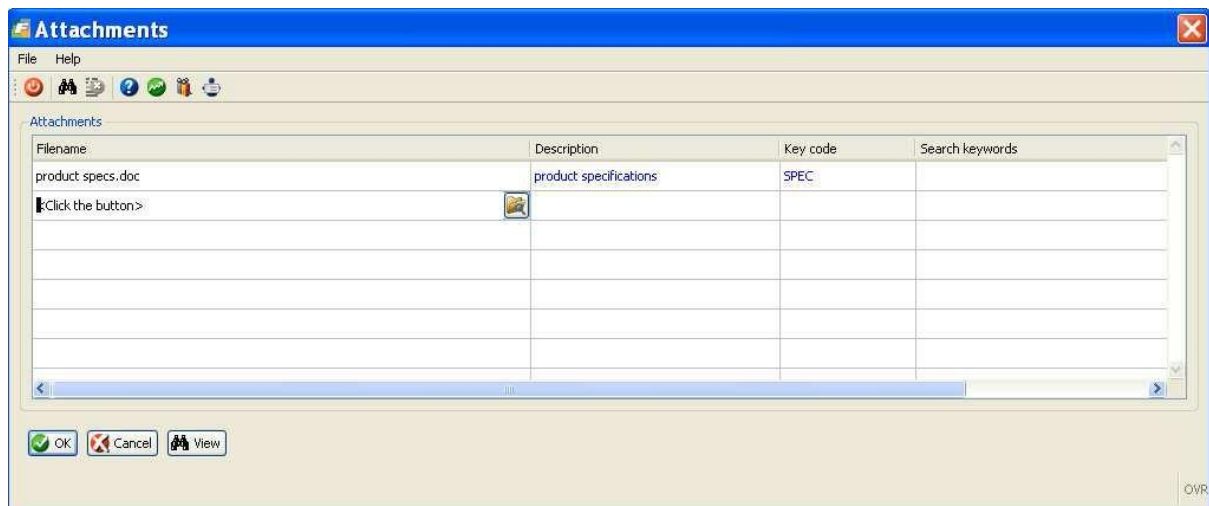 Attachments
File Help
Attachments
Filename Description Key code Search keywords
product specs.doc product specifications SPEC
<Click the button>
OK Cancel View
OVR